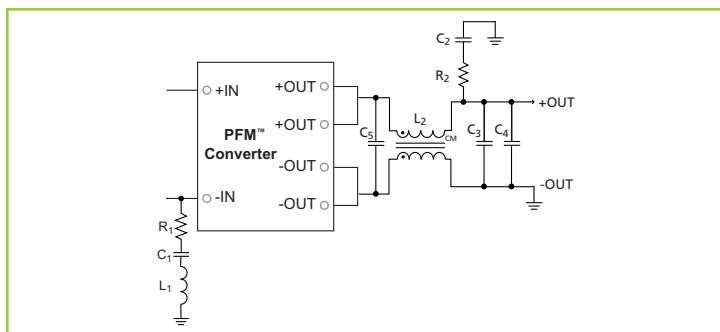 C2
R2
+IN
+OUT
+OUT
PFM™
Converter
-OUT
-OUT
-IN
C5
L2
CM
C3
C4
+OUT
-OUT
R1
C1
L1